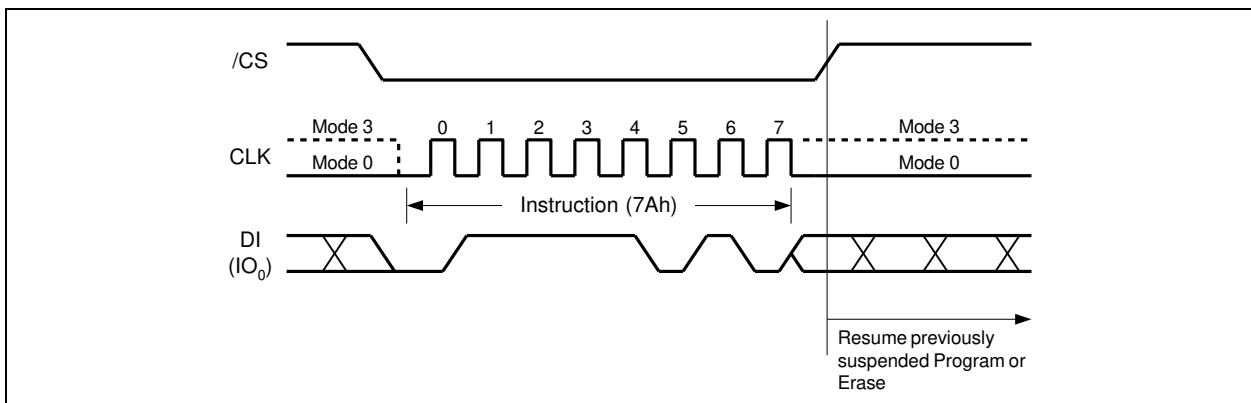 /CS
Mode 3 0 1 2 3 4 5 6 7 Mode 3
CLK
Mode 0 Mode 0
Instruction (7Ah)
DI
(IO0)
Resume previously
suspended Program or
Erase